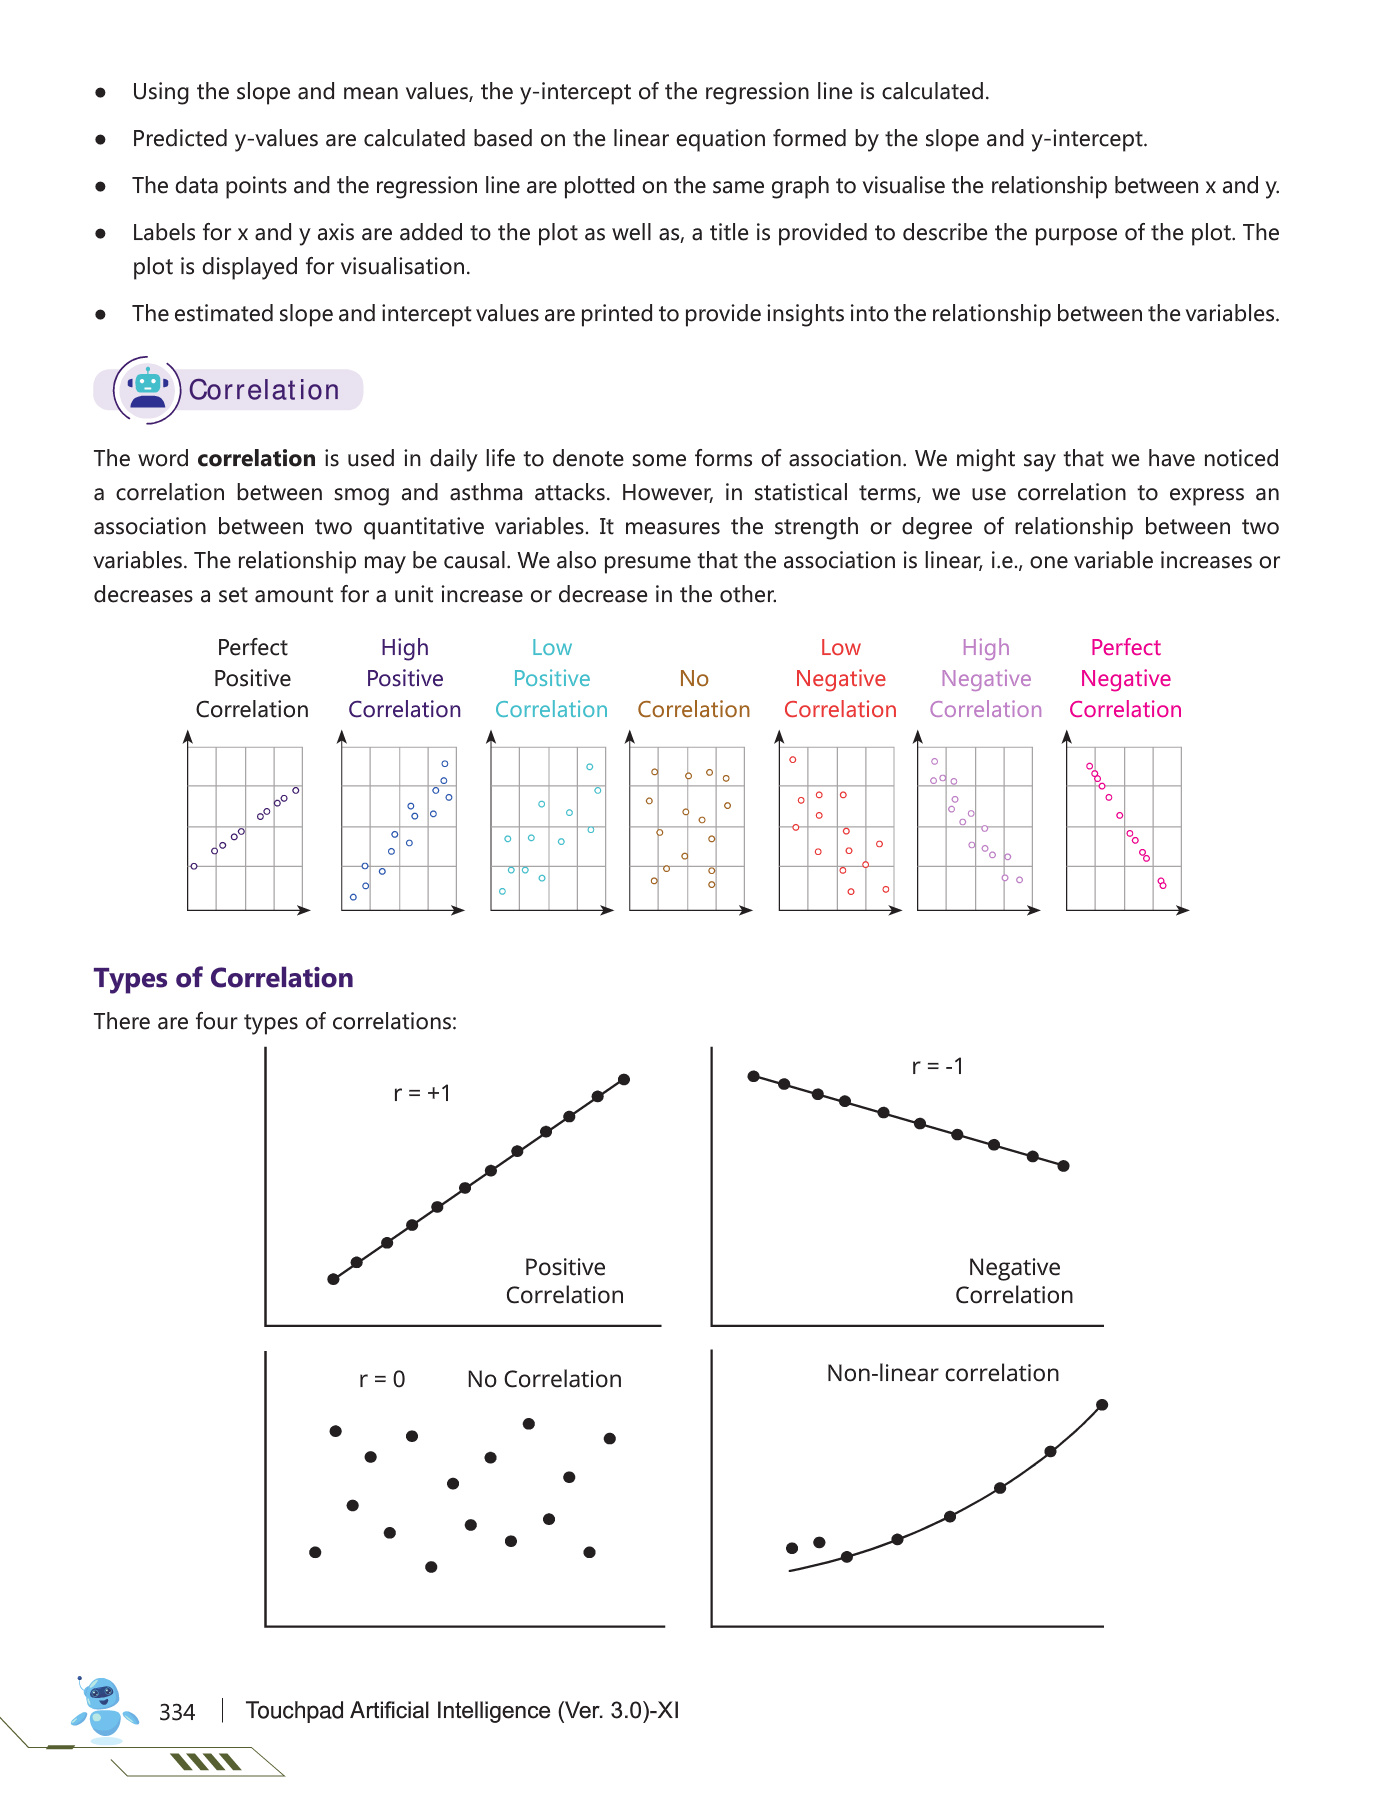 ● Using the slope and mean values, the y-intercept of the regression line is calculated.
● Predicted y-values are calculated based on the linear equation formed by the slope and y-intercept.
● The data points and the regression line are plotted on the same graph to visualise the relationship between x and y.
● Labels for x and y axis are added to the plot as well as, a title is provided to describe the purpose of the plot. The
plot is displayed for visualisation.
● The estimated slope and intercept values are printed to provide insights into the relationship between the variables.
Correlation
The word correlation is used in daily life to denote some forms of association. We might say that we have noticed
a correlation between smog and asthma attacks. However, in statistical terms, we use correlation to express an
association between two quantitative variables. It measures the strength or degree of relationship between two
variables. The relationship may be causal. We also presume that the association is linear, i.e., one variable increases or
decreases a set amount for a unit increase or decrease in the other.
Perfect
Positive
Correlation
High
Positive
Correlation
Low
Positive
Correlation
No
Correlation
Low
Negative
Correlation
High
Negative
Correlation
Perfect
Negative
Correlation
Types of Correlation
There are four types of correlations:
r = +1
Positive
Correlation
r = -1
Negative
Correlation
r = 0
No Correlation
Non-linear correlation
334
Touchpad Artificial Intelligence (Ver. 3.0)-XI